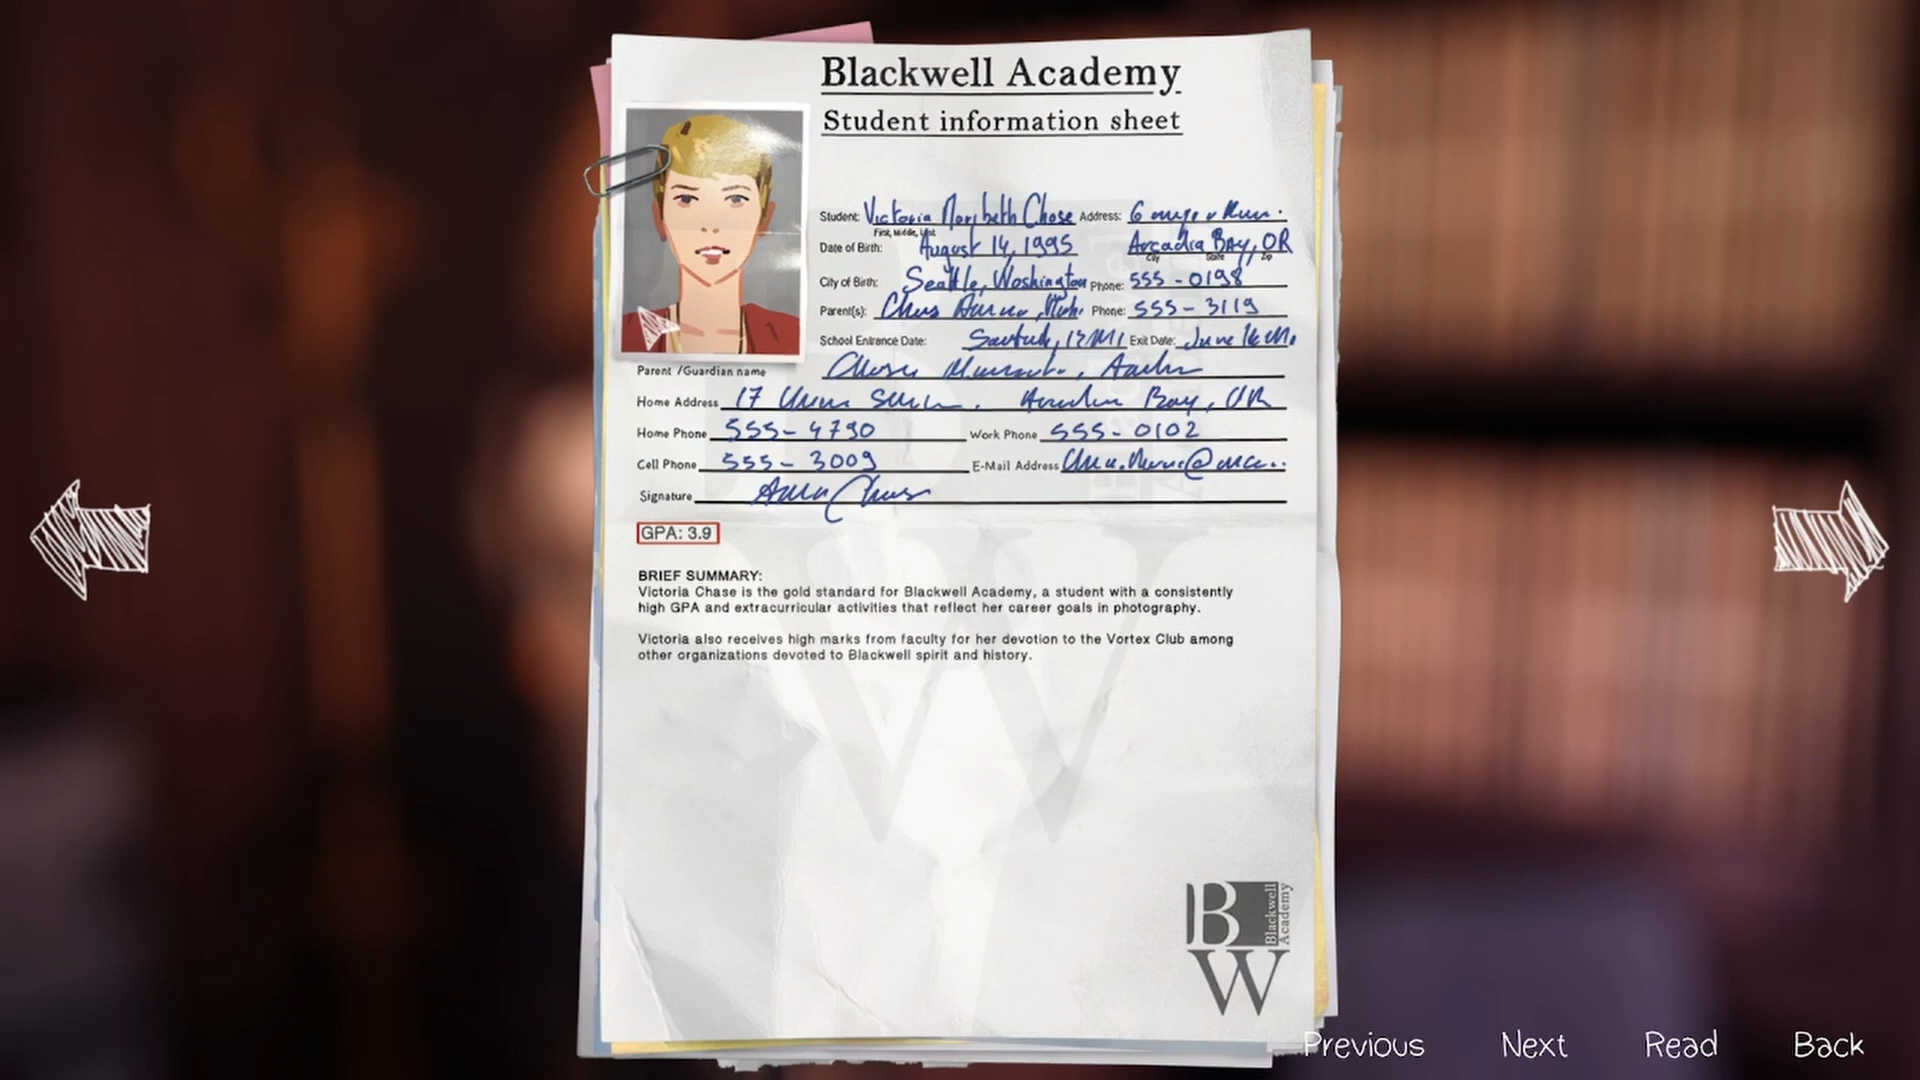 Blackwell Academy
Student information sheet
Student: Victoria Maribeth Chase Address:
First, Middle, Last
Date of Birth: August 14, 1995 Arcadia Bay, OR
City State Zip
City of Birth: Seattle, Washington Phone: 555-0198
Parent(s): Phone: 555-3119
School Entrance Date: Exit Date: June
Parent /Guardian name
Home Address 17 Bay, OR
Home Phone 555-4790 Work Phone 555-0102
Cell Phone 555-3009 E-Mail Address
Signature
GPA: 3.9
BRIEF SUMMARY:
Victoria Chase is the gold standard for Blackwell Academy, a student with a consistently
high GPA and extracurricular activities that reflect her career goals in photography.
Victoria also receives high marks from faculty for her devotion to the Vortex Club among
other organizations devoted to Blackwell spirit and history.
B Blackwell Academy
W
Previous Next Read Back